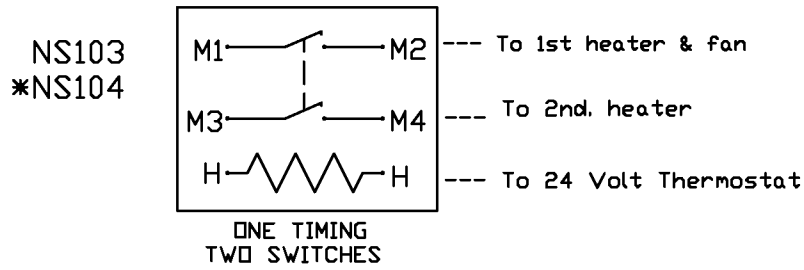 NS103
*NS104
M1 M2 --- To 1st heater & fan
M3 M4 --- To 2nd. heater
H H --- To 24 Volt Thermostat
ONE TIMING
TWO SWITCHES